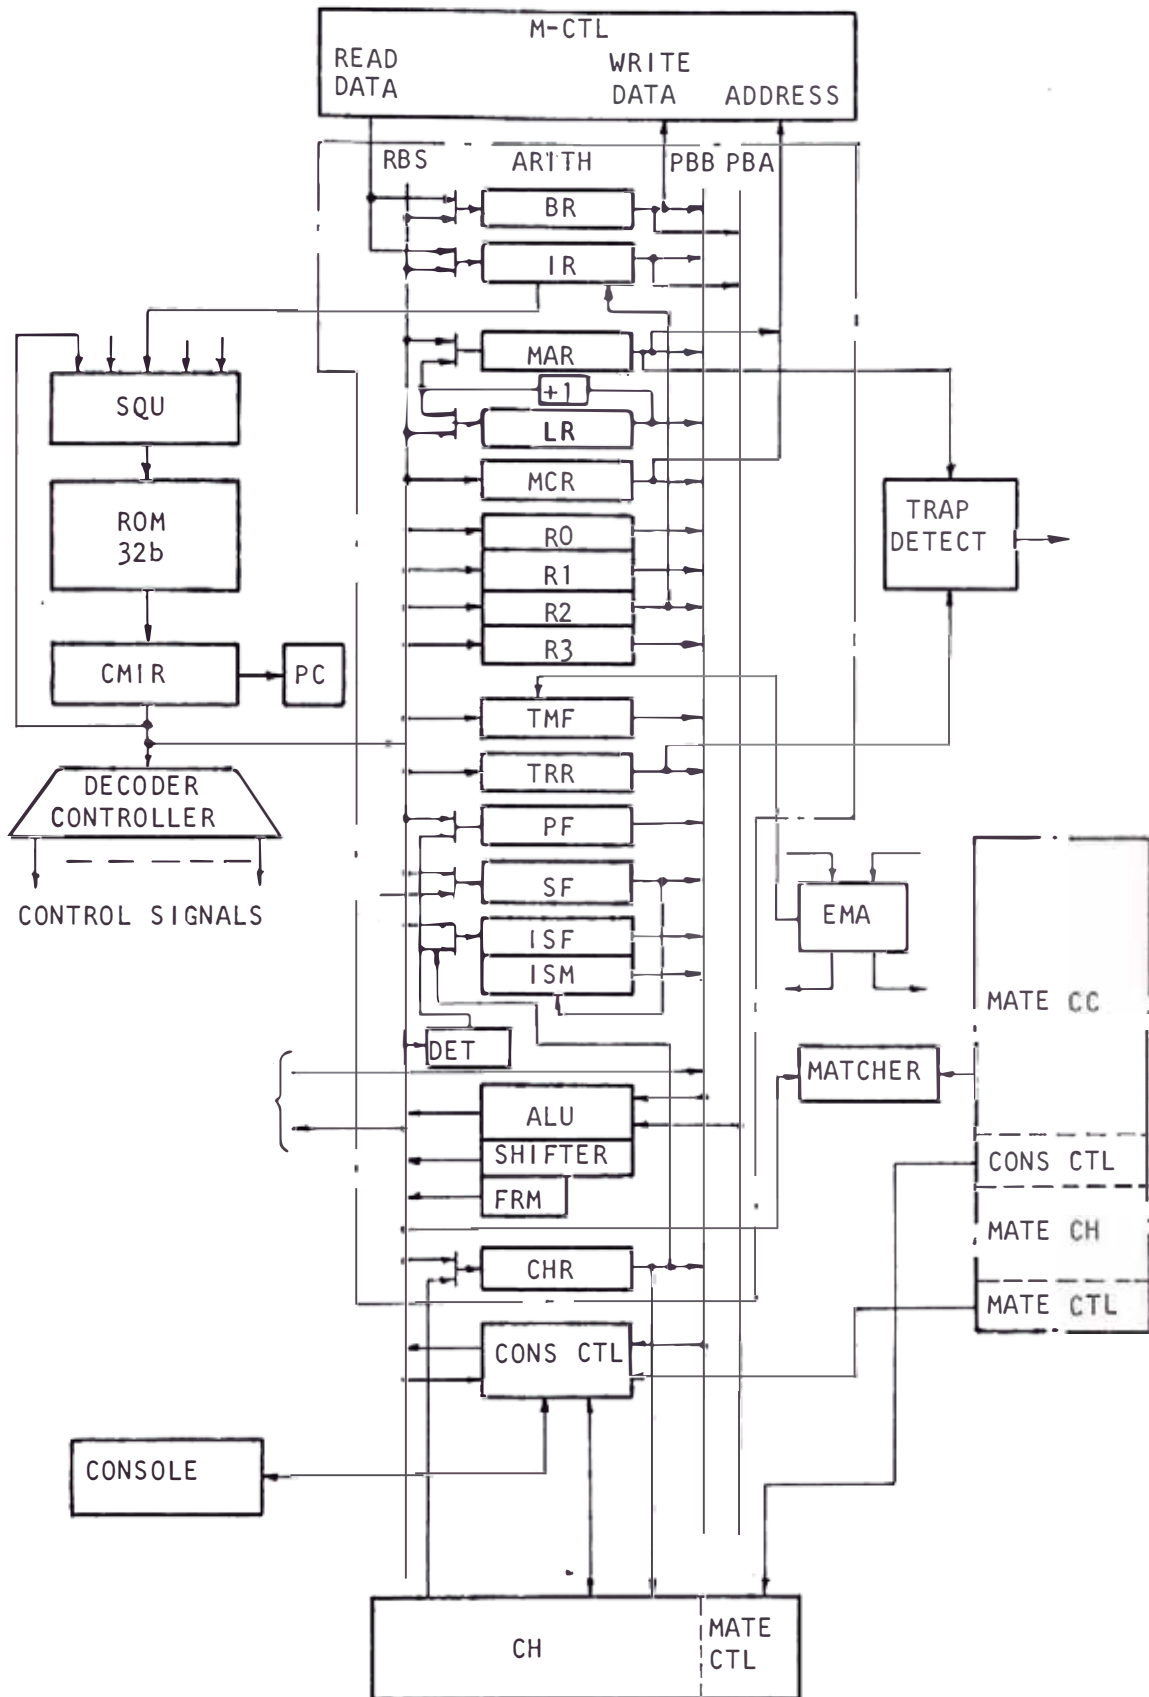 M-CTL
READ
DATA
WRITE
DATA
ADDRESS
RBS
ARITH
PBB
PBA
BR
IR
MAR
+1
LR
MCR
R0
R1
R2
R3
TMF
TRR
PF
SF
ISF
ISM
DET
ALU
SHIFTER
FRM
CHR
CONS CTL
SQU
ROM
32b
CMIR
PC
DECODER
CONTROLLER
CONTROL SIGNALS
TRAP
DETECT
EMA
MATCHER
MATE CC
CONS CTL
MATE CH
MATE CTL
CONSOLE
CH
MATE
CTL